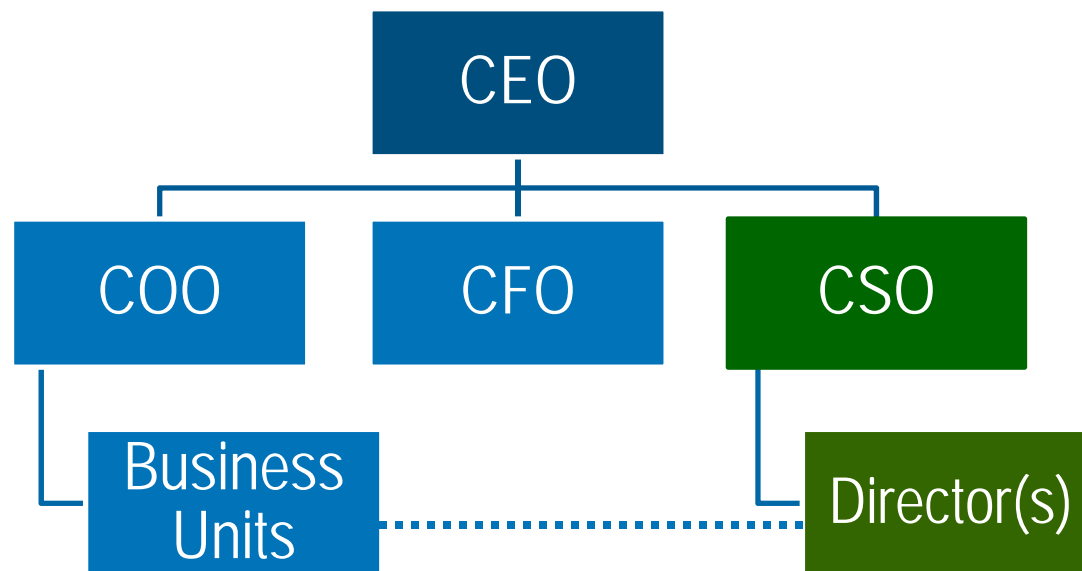 CEO
COO
CFO
CSO
Business
Units
Director(s)